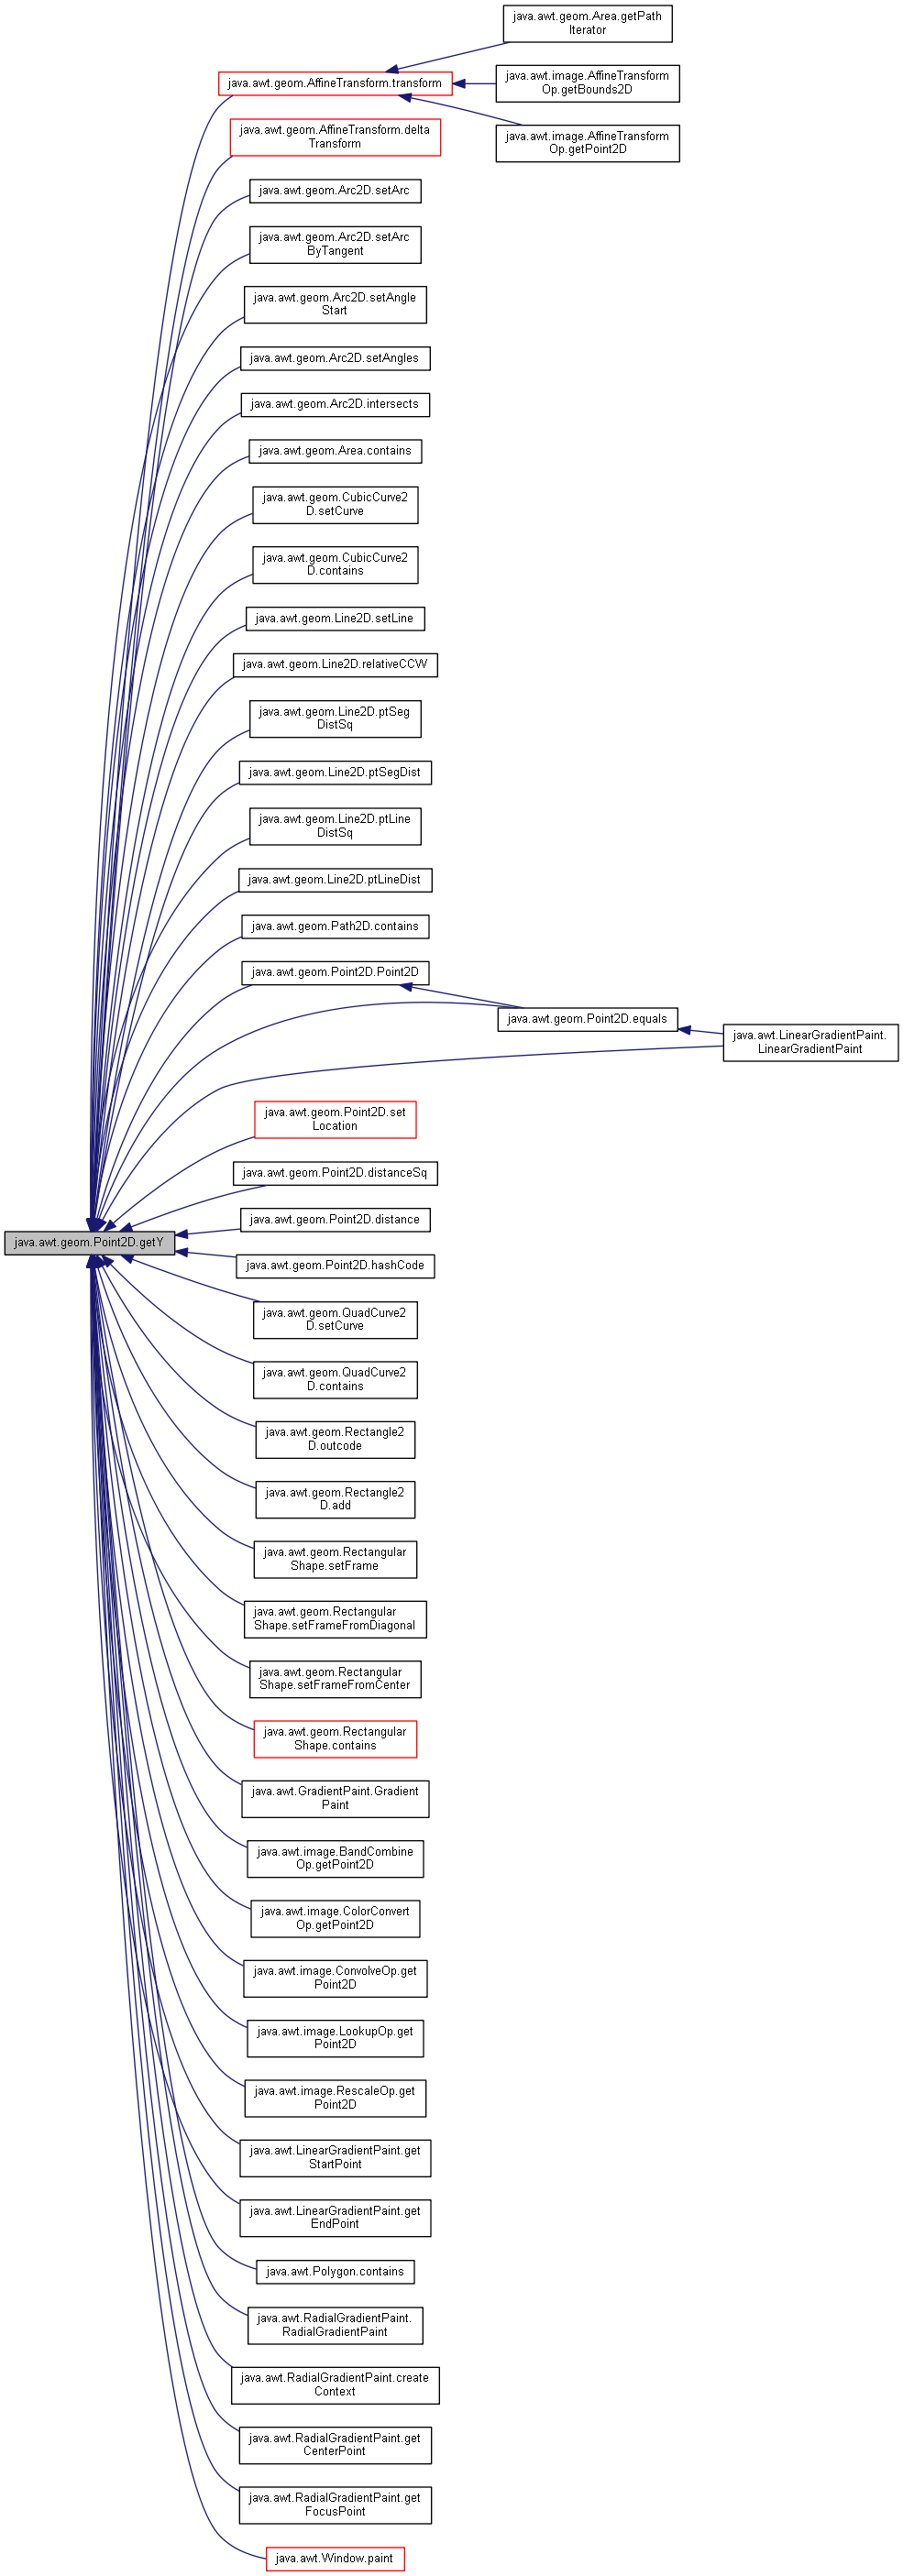 java.awt.geom.Area.getPath
Iterator
java.awt.geom.AffineTransform.transform
java.awt.image.AffineTransform
Op.getBounds2D
java.awt.geom.AffineTransform.delta
Transform
java.awt.image.AffineTransform
Op.getPoint2D
java.awt.geom.Arc2D.setArc
java.awt.geom.Arc2D.setArc
ByTangent
java.awt.geom.Arc2D.setAngle
Start
java.awt.geom.Arc2D.setAngles
java.awt.geom.Arc2D.intersects
java.awt.geom.Area.contains
java.awt.geom.CubicCurve2
D.setCurve
java.awt.geom.CubicCurve2
D.contains
java.awt.geom.Line2D.setLine
java.awt.geom.Line2D.relativeCCW
java.awt.geom.Line2D.ptSeg
DistSq
java.awt.geom.Line2D.ptSegDist
java.awt.geom.Line2D.ptLine
DistSq
java.awt.geom.Line2D.ptLineDist
java.awt.geom.Path2D.contains
java.awt.geom.Point2D.Point2D
java.awt.geom.Point2D.equals
java.awt.LinearGradientPaint.
LinearGradientPaint
java.awt.geom.Point2D.set
Location
java.awt.geom.Point2D.distanceSq
java.awt.geom.Point2D.distance
java.awt.geom.Point2D.getY
java.awt.geom.Point2D.hashCode
java.awt.geom.QuadCurve2
D.setCurve
java.awt.geom.QuadCurve2
D.contains
java.awt.geom.Rectangle2
D.outcode
java.awt.geom.Rectangle2
D.add
java.awt.geom.Rectangular
Shape.setFrame
java.awt.geom.Rectangular
Shape.setFrameFromDiagonal
java.awt.geom.Rectangular
Shape.setFrameFromCenter
java.awt.geom.Rectangular
Shape.contains
java.awt.GradientPaint.Gradient
Paint
java.awt.image.BandCombine
Op.getPoint2D
java.awt.image.ColorConvert
Op.getPoint2D
java.awt.image.ConvolveOp.get
Point2D
java.awt.image.LookupOp.get
Point2D
java.awt.image.RescaleOp.get
Point2D
java.awt.LinearGradientPaint.get
StartPoint
java.awt.LinearGradientPaint.get
EndPoint
java.awt.Polygon.contains
java.awt.RadialGradientPaint.
RadialGradientPaint
java.awt.RadialGradientPaint.create
Context
java.awt.RadialGradientPaint.get
CenterPoint
java.awt.RadialGradientPaint.get
FocusPoint
java.awt.Window.paint